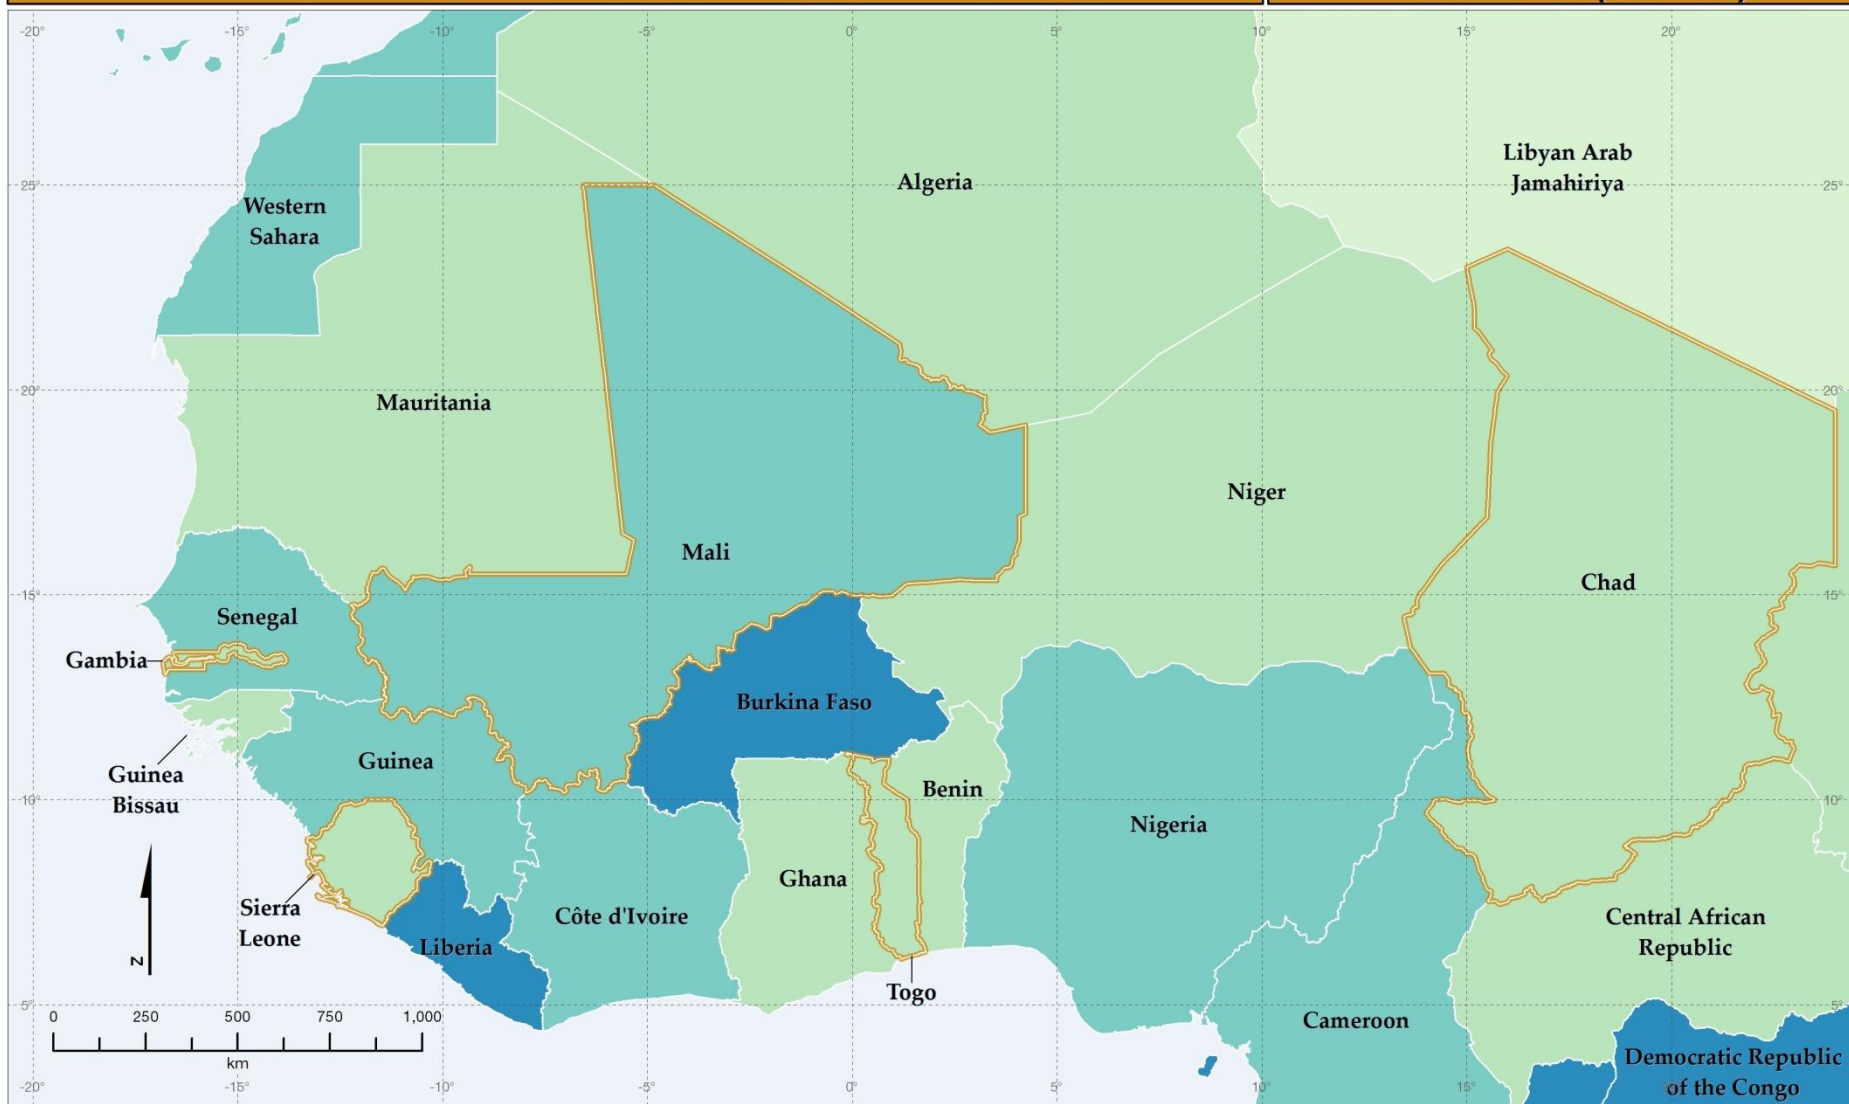 -20°
-15°
-10°
-5°
0°
5°
10°
15°
20°
Libyan Arab
Jamahiriya
Algeria
25°
25°
Western
Sahara
20°
20°
Mauritania
Niger
Mali
Chad
15°
15°
Senegal
Gambia
Burkina Faso
Guinea
Guinea
Bissau
Benin
10°
10°
Nigeria
Ghana
Sierra
Leone
Côte d'Ivoire
Central African
Republic
Liberia
N
Togo
5°
5°
0
250
500
750
1,000
km
Cameroon
Democratic Republic
of the Congo
-20°
-15°
-10°
-5°
0°
5°
10°
15°
20°